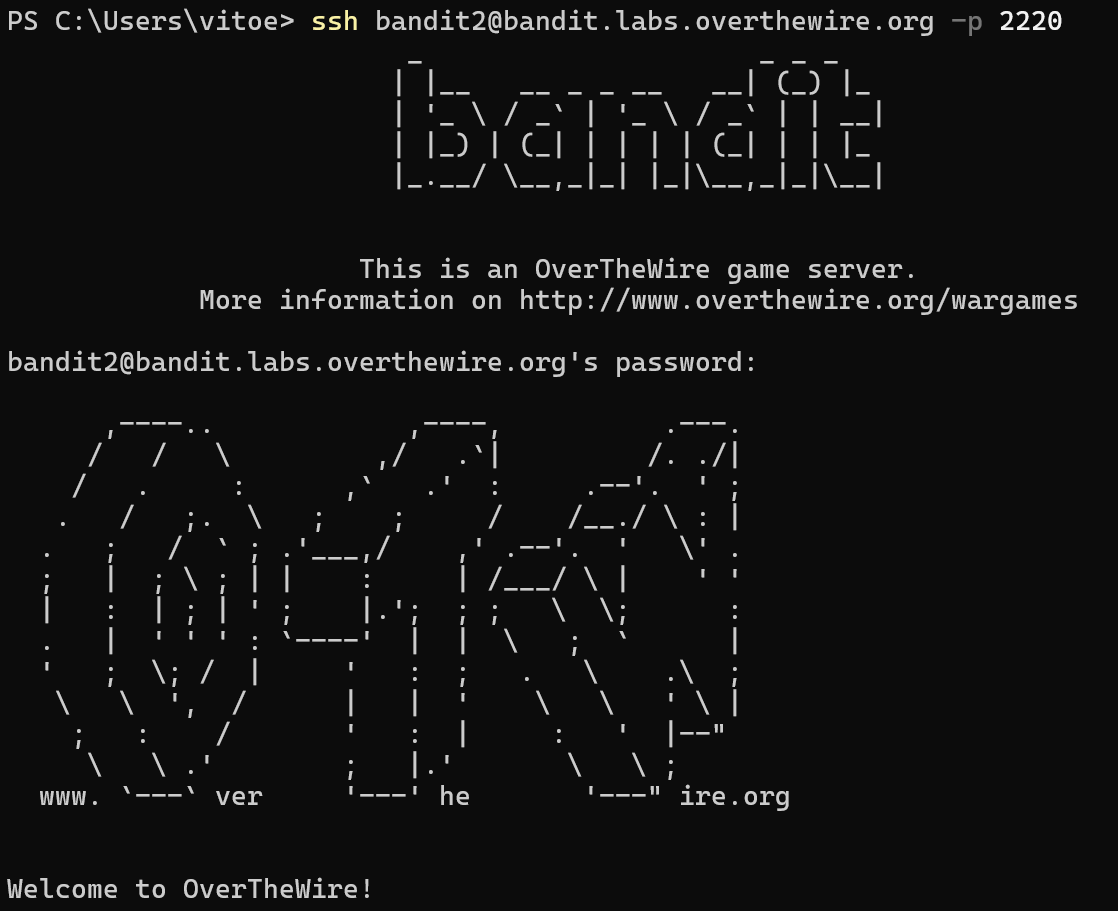 PS C:\Users\vitoe> ssh bandit2@bandit.labs.overthewire.org -p 2220
bandit
This is an OverTheWire game server.
More information on http://www.overthewire.org/wargames
bandit2@bandit.labs.overthewire.org's password:
www. ver he ire.org
Welcome to OverTheWire!